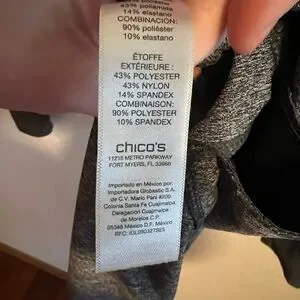 43% poliamida
14% elastano
COMBINACIÓN:
90% poliéster
10% elastano
ÉTOFFE
EXTÉRIEURE :
43% POLYESTER
43% NYLON
14% SPANDEX
COMBINAISON:
90% POLYESTER
10% SPANDEX
chico's
11215 METRO PARKWAY
FORT MYERS, FL 33966
Importado en México por:
Importadora Globastic S.A.
de C.V. Mario Pani #200
Colonia Santa Fe Cuajimalpa
Delegación Cuajimalpa
de Morelos C.P.
05348 México D.F. México
RFC: IGL090327SE3